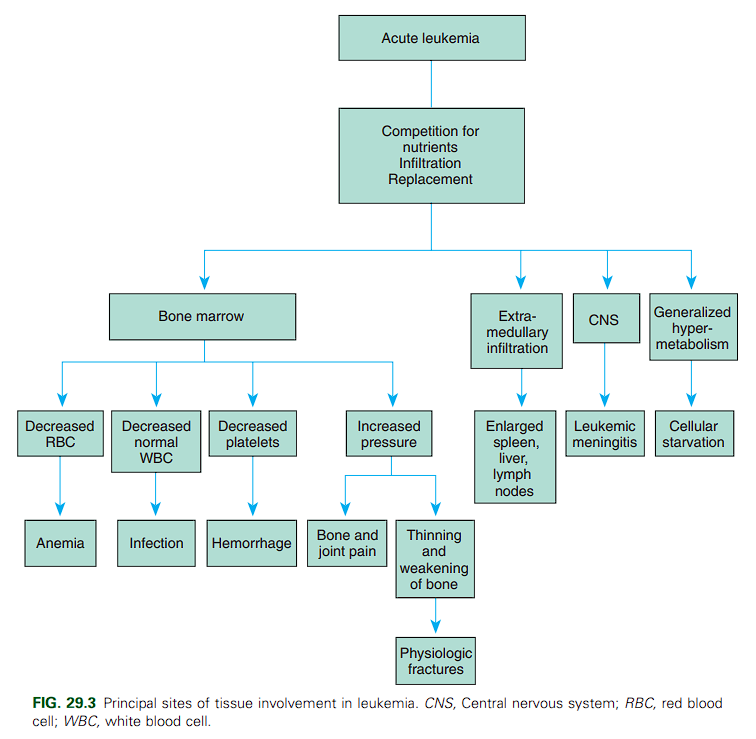 Acute leukemia
Competition for
nutrients
Infiltration
Replacement
Bone marrow
Extra-
medullary
infiltration
CNS
Generalized
hyper-
metabolism
Decreased
RBC
Decreased
normal
WBC
Decreased
platelets
Increased
pressure
Enlarged
spleen,
liver,
lymph
nodes
Leukemic
meningitis
Cellular
starvation
Anemia
Infection
Hemorrhage
Bone and
joint pain
Thinning
and
weakening
of bone
Physiologic
fractures
FIG. 29.3 Principal sites of tissue involvement in leukemia. CNS, Central nervous system; RBC, red blood
cell; WBC, white blood cell.